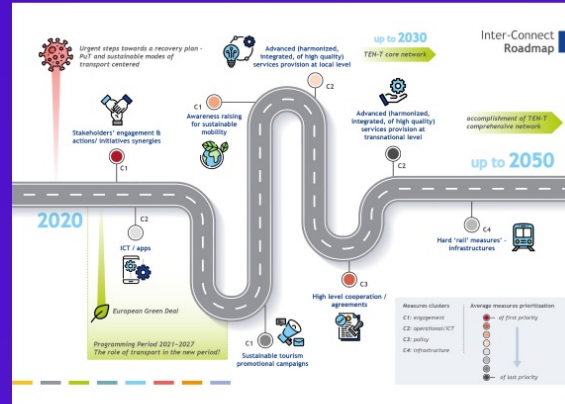 Inter-Connect
Roadmap
Urgent steps towards a recovery plan -
PuT and sustainable modes of
transport centered
Advanced (harmonized,
integrated, of high quality)
services provision at local level
up to 2030
TEN-T core network
C2
C1
Awareness raising
for sustainable
mobility
Stakeholders' engagement &
actions/ initiatives synergies
C1
Advanced (harmonized,
integrated, of high quality)
services provision at
transnational level
C2
accomplishment of TEN-T
comprehensive network
up to 2050
2020
C2
ICT / apps
C4
Hard 'rail' measures' -
infrastructures
European Green Deal
C3
High level cooperation /
agreements
Programming Period 2021-2027
The role of transport in the new period!
C1
Sustainable tourism
promotional campaigns
Measures clusters
C1: engagement
C2: operational/ICT
C3: policy
C4: infrastructure
Average measures prioritization
of first priority
of last priority